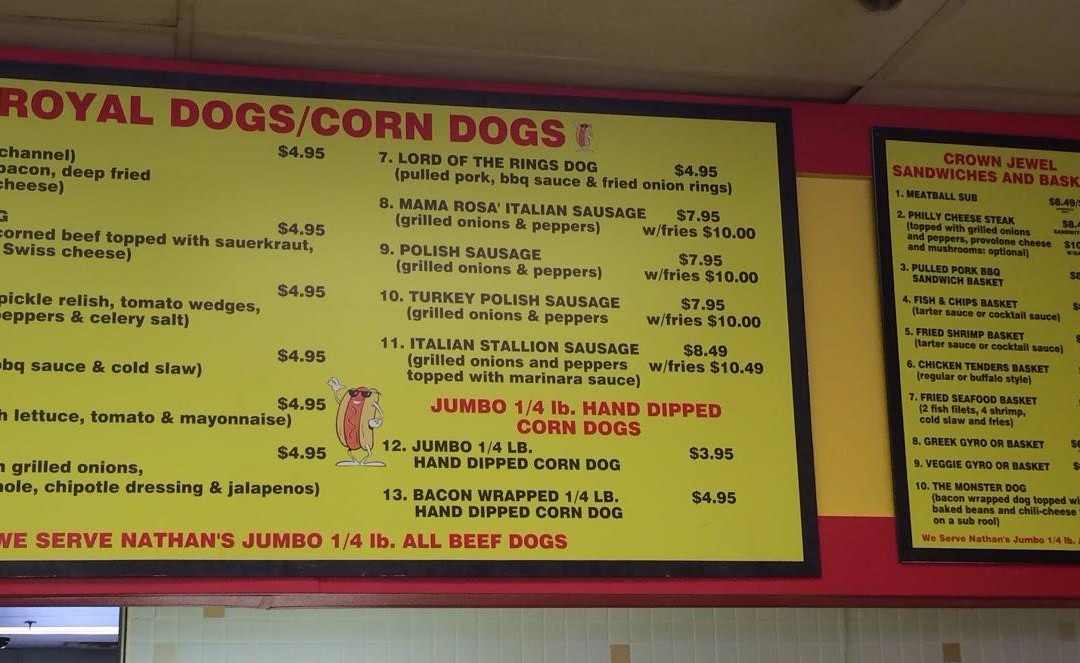 ROYAL DOGS/CORN DOGS
channel) $4.95
bacon, deep fried
cheese)
G $4.95
corned beef topped with sauerkraut,
Swiss cheese)
$4.95
pickle relish, tomato wedges,
peppers & celery salt)
$4.95
bbq sauce & cold slaw)
$4.95
lettuce, tomato & mayonnaise)
$4.95
grilled onions,
chipotle dressing & jalapenos)
7. LORD OF THE RINGS DOG $4.95
(pulled pork, bbq sauce & fried onion rings)
8. MAMA ROSA' ITALIAN SAUSAGE $7.95
(grilled onions & peppers) w/fries $10.00
9. POLISH SAUSAGE $7.95
(grilled onions & peppers) w/fries $10.00
10. TURKEY POLISH SAUSAGE $7.95
(grilled onions & peppers w/fries $10.00
11. ITALIAN STALLION SAUSAGE $8.49
(grilled onions and peppers w/fries $10.49
topped with marinara sauce)
JUMBO 1/4 lb. HAND DIPPED
CORN DOGS
12. JUMBO 1/4 LB.
HAND DIPPED CORN DOG $3.95
13. BACON WRAPPED 1/4 LB. $4.95
HAND DIPPED CORN DOG
WE SERVE NATHAN'S JUMBO 1/4 lb. ALL BEEF DOGS
CROWN JEWEL
SANDWICHES AND BASK
1. MEATBALL SUB $8.49/
2. PHILLY CHEESE STEAK
(topped with grilled onions
and peppers, provolone cheese
and mushrooms: optional)
3. PULLED PORK BBQ
SANDWICH BASKET
4. FISH & CHIPS BASKET
(tarter sauce or cocktail sauce)
5. FRIED SHRIMP BASKET
(tarter sauce or cocktail sauce)
6. CHICKEN TENDERS BASKET
(regular or buffalo style)
7. FRIED SEAFOOD BASKET
(2 fish filets, 4 shrimp,
cold slaw and fries)
8. GREEK GYRO OR BASKET
9. VEGGIE GYRO OR BASKET
10. THE MONSTER DOG
(bacon wrapped dog topped wi
baked beans and chili-cheese
on a sub rool)
We Serve Nathan's Jumbo 1/4 lb.